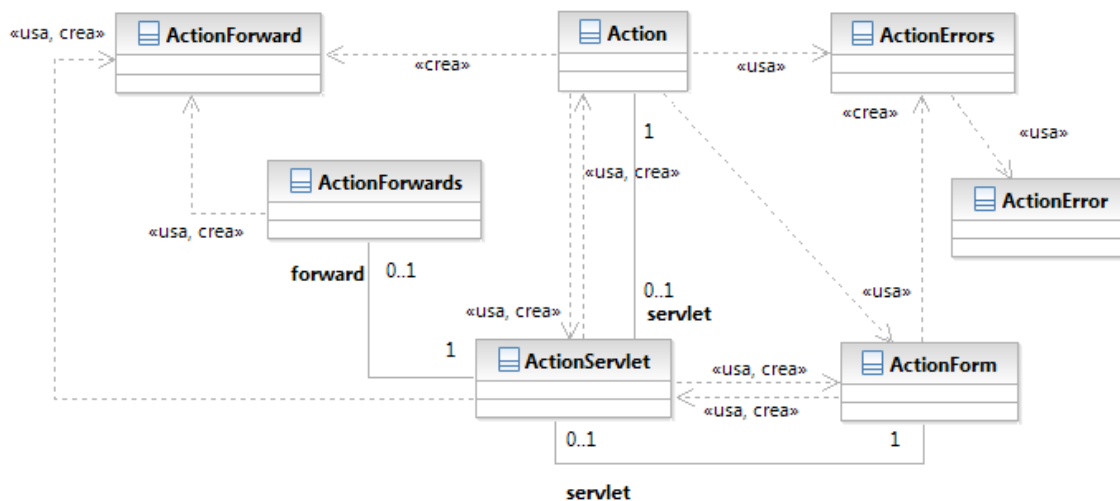 «usa, crea»
ActionForward
Action
ActionErrors
«crea»
«usa»
«crea»
1
«usa»
ActionForwards
«usa, crea»
ActionError
«usa, crea»
forward
0..1
0..1
servlet
«usa»
«usa, crea»
1
ActionServlet
ActionForm
«usa, crea»
«usa, crea»
0..1
1
servlet